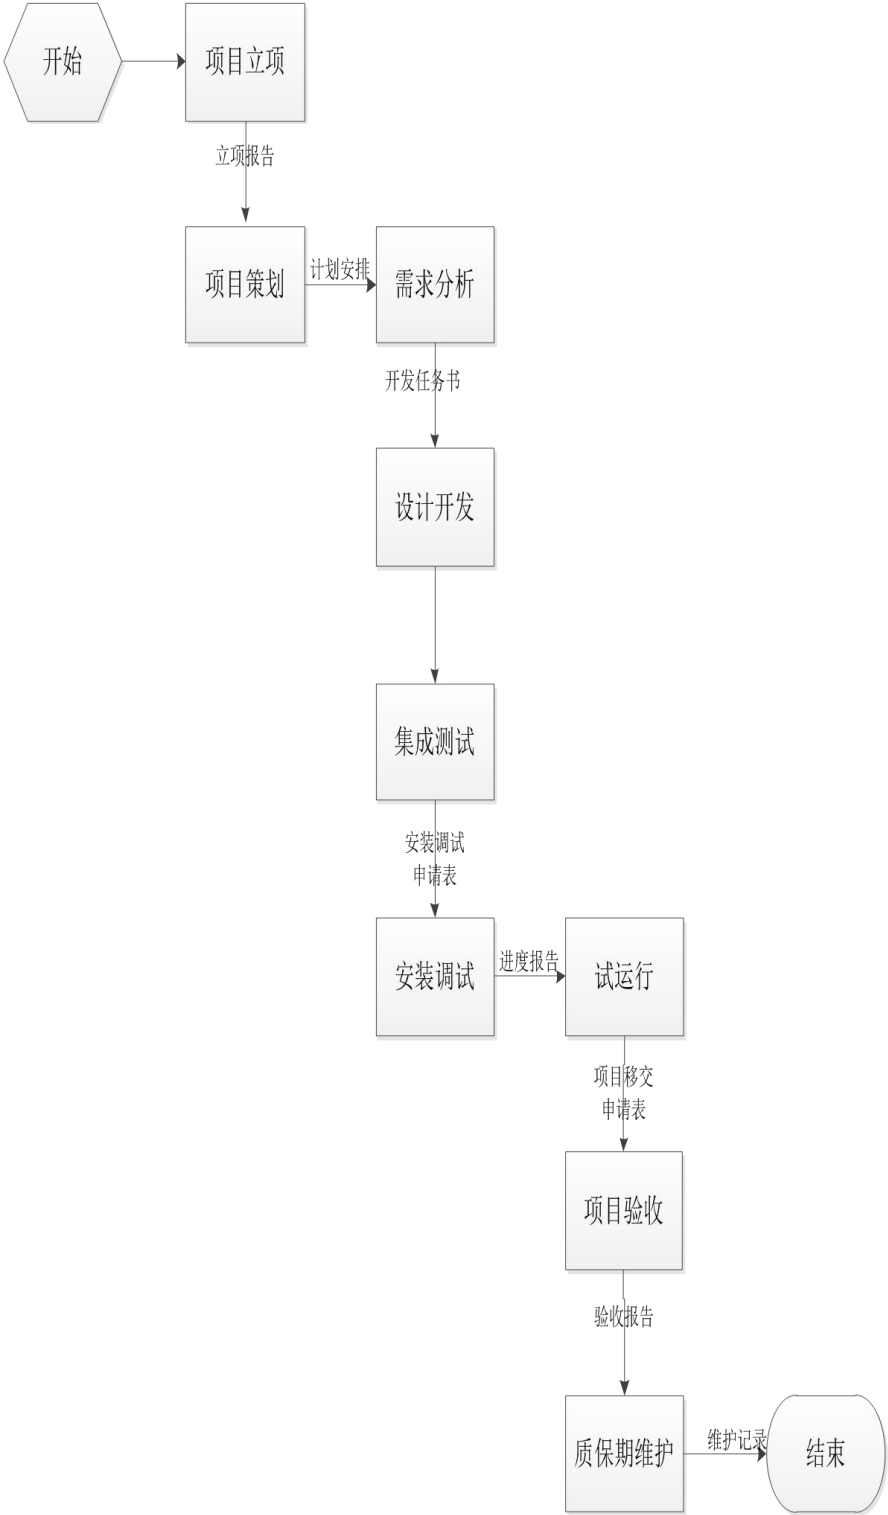 开始
项目立项
立项报告
项目策划
计划安排
需求分析
开发任务书
设计开发
集成测试
安装调试
申请表
安装调试
进度报告
试运行
项目移交
申请表
项目验收
验收报告
质保期维护
维护记录
结束